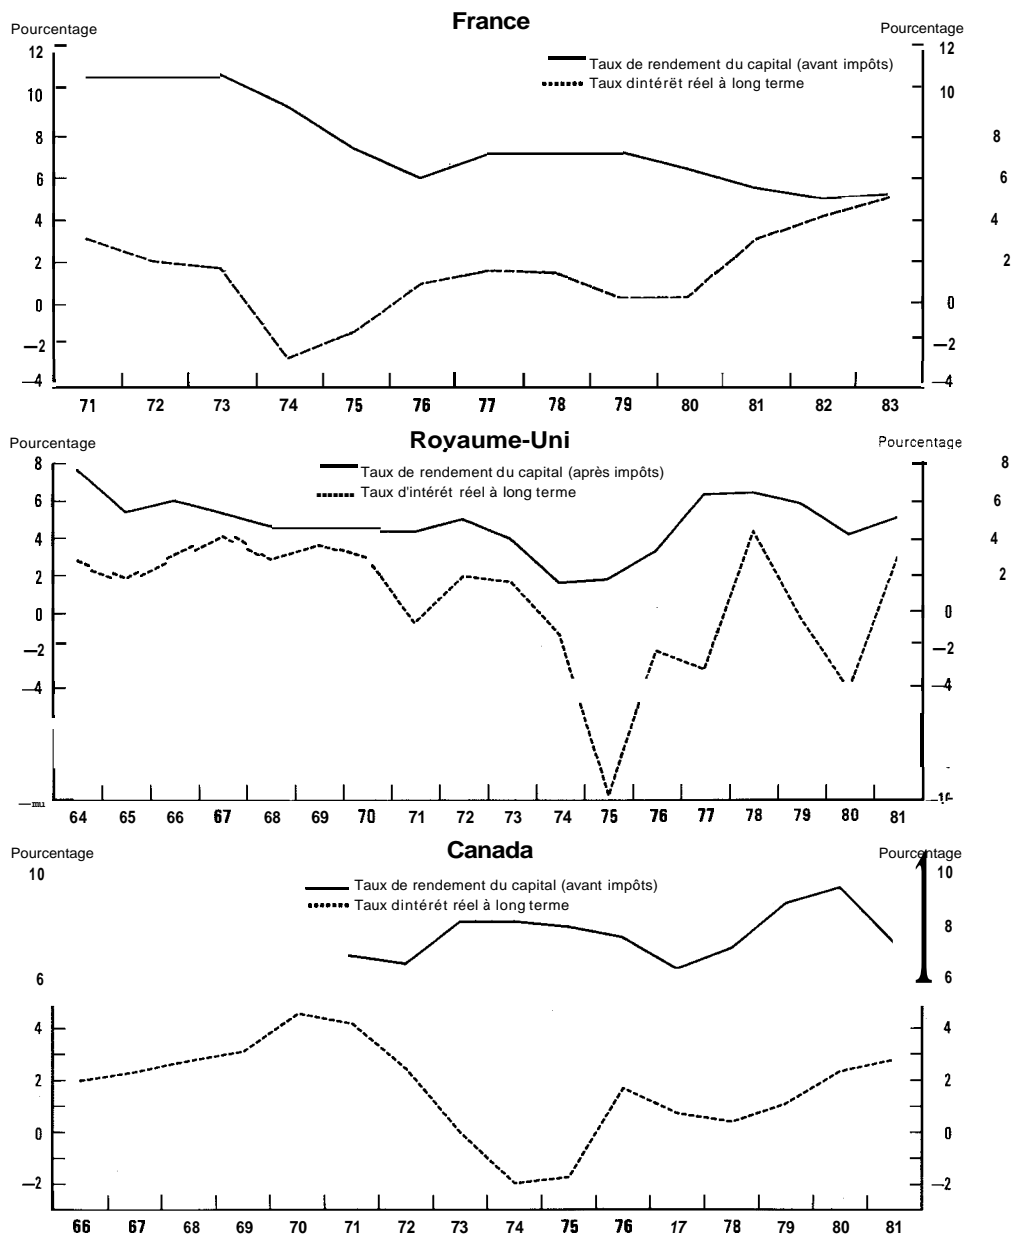 France
Pourcentage Pourcentage
12 12
Taux de rendement du capital (avant impôts)
Taux dintérët réel à long terme
10 10
8 8
6 6
4 4
2 2
0 0
—2 —2
—4 —4
71 72 73 74 75 76 77 78 79 80 81 82 83
Royaume-Uni
Pourcentage Pourcentage
8 8
Taux de rendement du capital (après impôts)
6 6
Taux d'intérét réel à long terme
4 4
2 2
0 0
—2 —2
—4 —4
64 65 66 67 68 69 70 71 72 73 74 75 76 77 78 79 80 81
Canada
Pourcentage Pourcentage
10 10
Taux de rendement du capital (avant impôts)
Taux dintérét réel à long terme
8
6 6
4 4
2 2
0 0
—2 —2
66 67 68 69 70 71 72 73 74 75 76 17 78 79 80 81